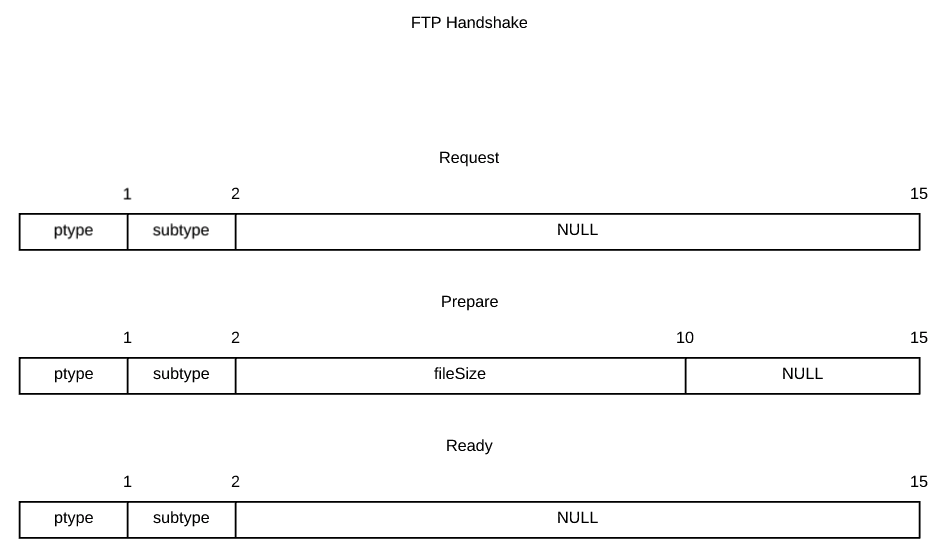 FTP Handshake
Request
1 2 15
ptype subtype NULL
Prepare
1 2 10 15
ptype subtype fileSize NULL
Ready
1 2 15
ptype subtype NULL